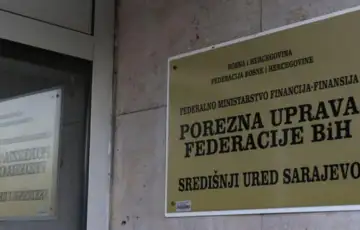 BOSNA I HERCEGOVINA
FEDERACIJA BOSNE I HERCEGOVINE
FEDERALNO MINISTARSTVO FINANCIJA-FINANSIJA
POREZNA UPRAVA
FEDERACIJE BiH
SREDIŠNJI URED SARAJEVO